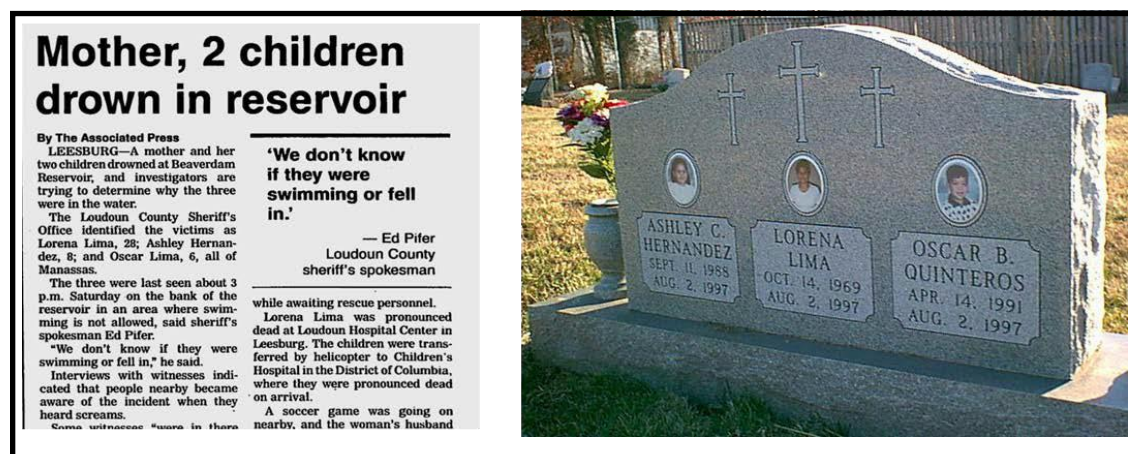 Mother, 2 children
drown in reservoir
By The Associated Press
LEESBURG—A mother and her
two children drowned at Beaverdam
Reservoir, and investigators are
trying to determine why the three
were in the water.
The Loudoun County Sheriff's
Office identified the victims as
Lorena Lima, 28; Ashley Hernan-
dez, 8; and Oscar Lima, 6, all of
Manassas.
The three were last seen about 3
p.m. Saturday on the bank of the
reservoir in an area where swim-
ming is not allowed, said sheriff's
spokesman Ed Pifer.
"We don't know if they were
swimming or fell in," he said.
Interviews with witnesses indi-
cated that people nearby became
aware of the incident when they
heard screams.
Some witnesses "were in there
'We don't know
if they were
swimming or fell
in.'
— Ed Pifer
Loudoun County
sheriff's spokesman
while awaiting rescue personnel.
Lorena Lima was pronounced
dead at Loudoun Hospital Center in
Leesburg. The children were trans-
ferred by helicopter to Children's
Hospital in the District of Columbia,
where they were pronounced dead
on arrival.
A soccer game was going on
nearby, and the woman's husband
ASHLEY C.
HERNANDEZ
SEPT. 11, 1988
AUG. 2, 1997
LORENA
LIMA
OCT. 14, 1969
AUG. 2, 1997
OSCAR B.
QUINTEROS
APR. 14, 1991
AUG. 2, 1997